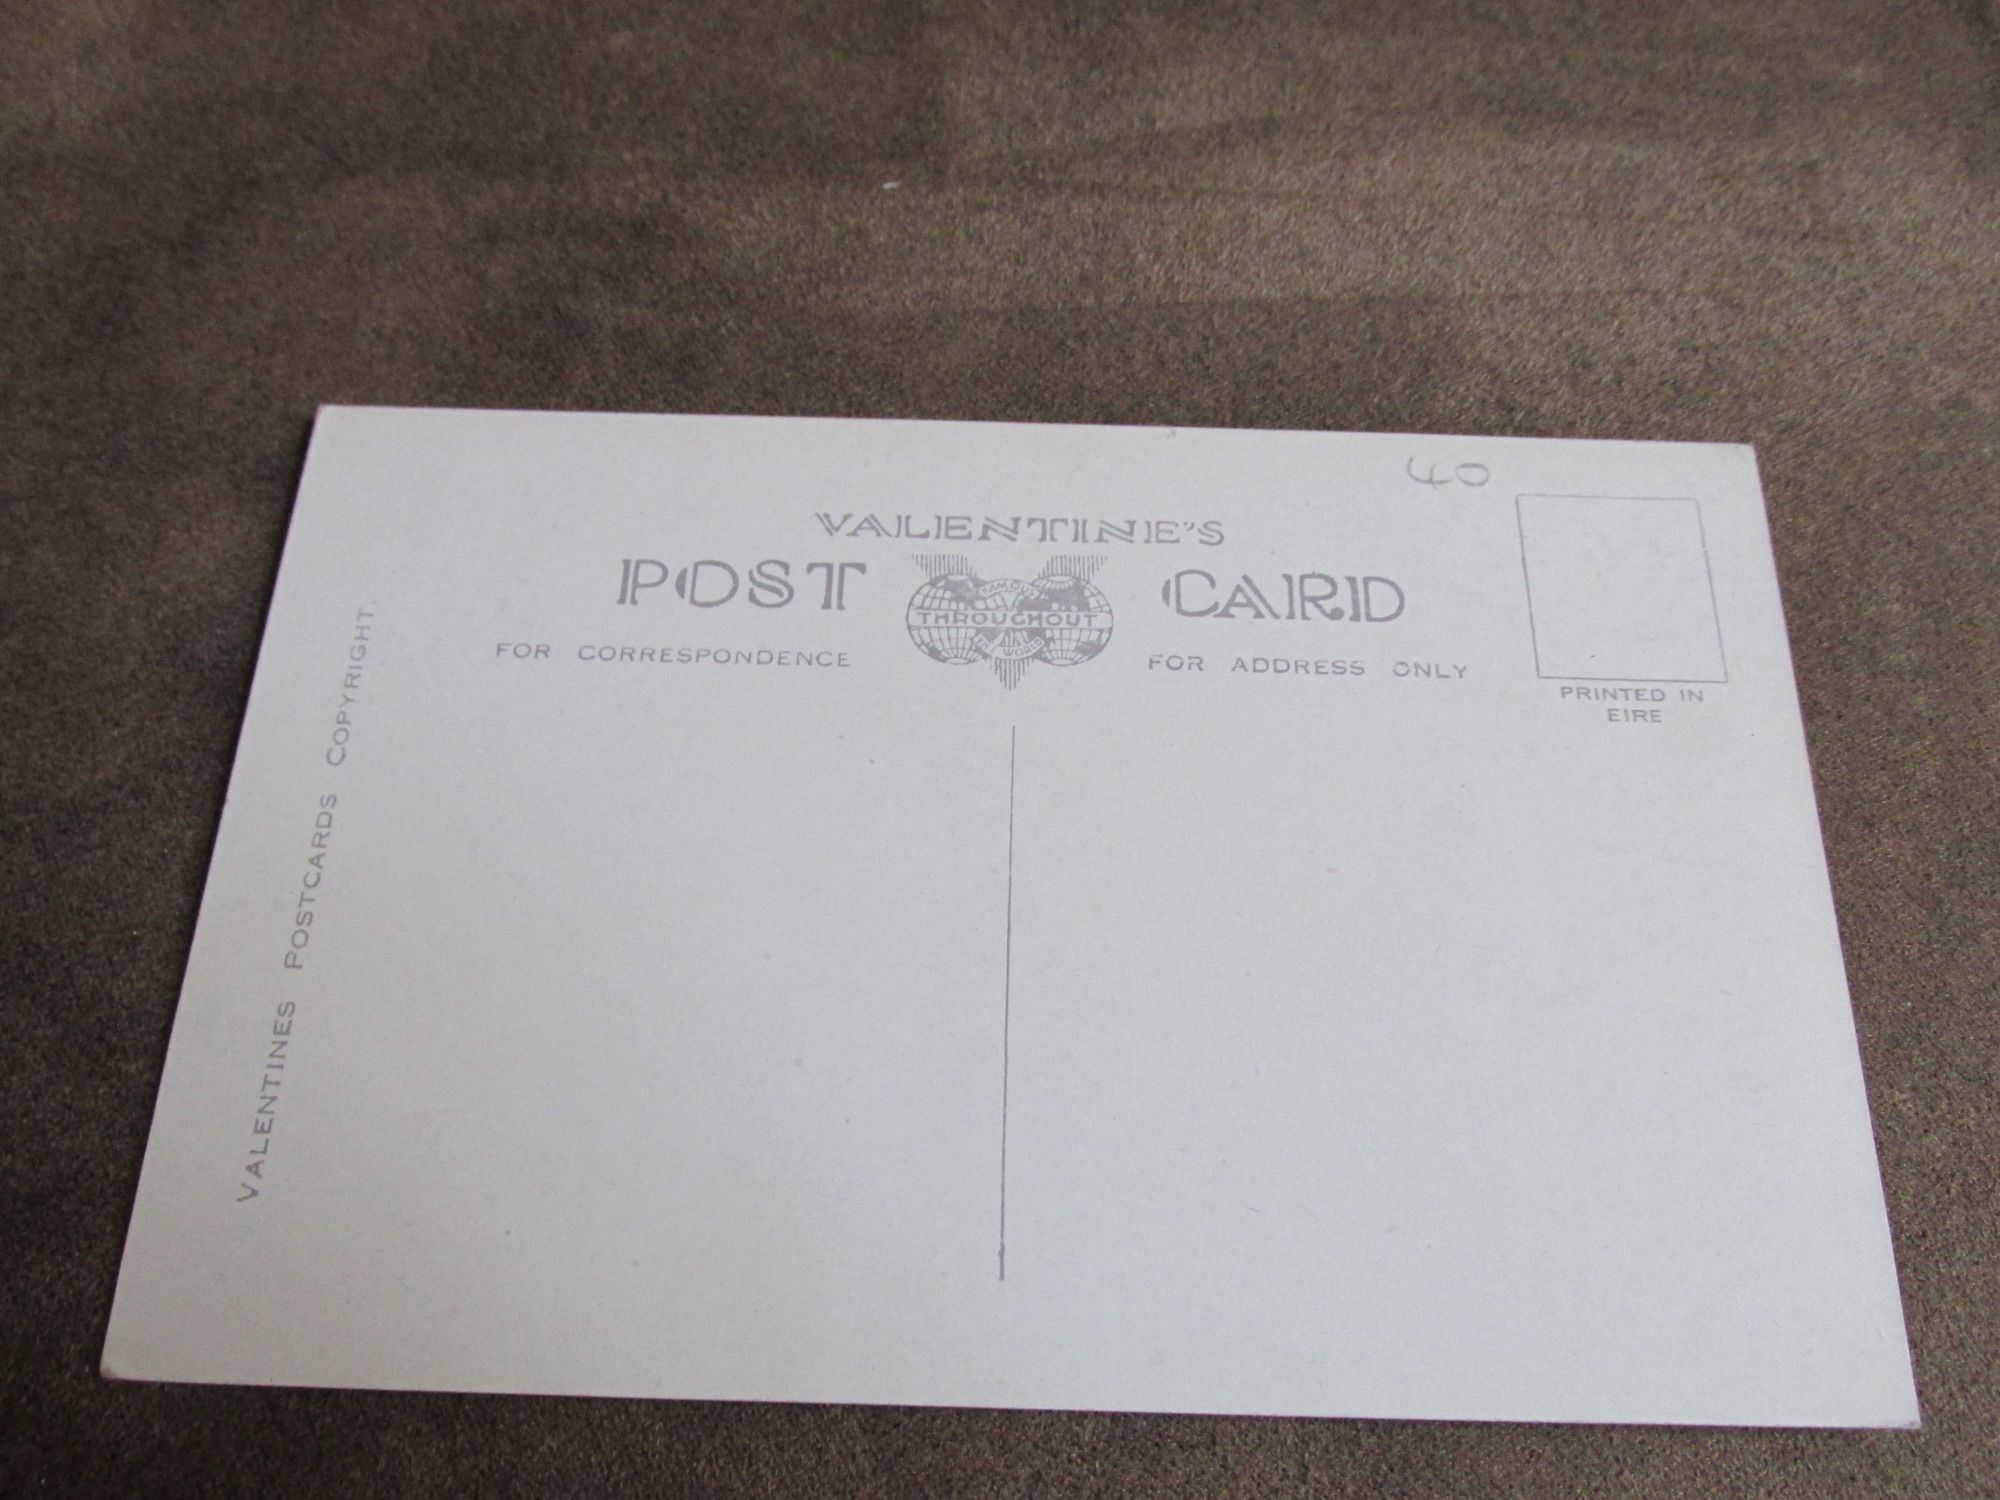 40
VALENTINE'S
POST CARD
FAMOUS
THROUGHOUT
THE WORLD
FOR CORRESPONDENCE
FOR ADDRESS ONLY
PRINTED IN
EIRE
VALENTINES POSTCARDS COPYRIGHT.